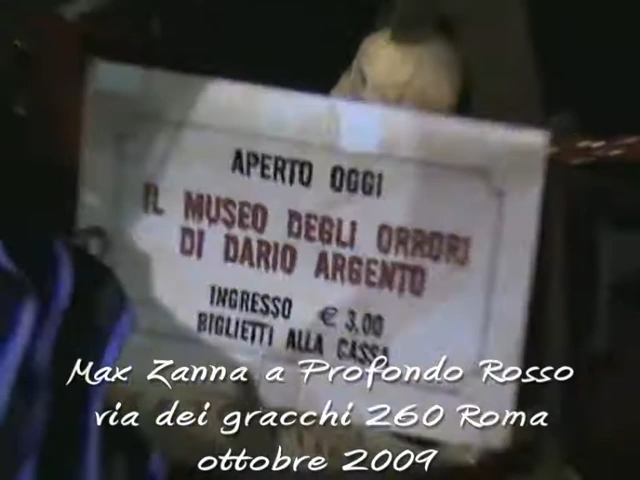 APERTO OGGI
IL MUSEO DEGLI ORRORI
DI DARIO ARGENTO
INGRESSO € 3.00
BIGLIETTI ALLA CASSA
Max Zanna a Profondo Rosso
via dei gracchi 260 Roma
ottobre 2009